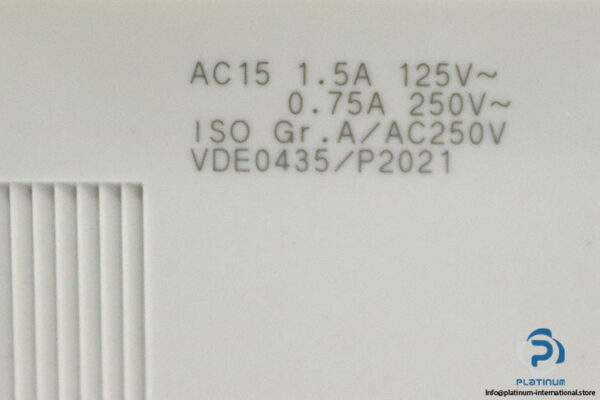 AC15 1.5A 125V~
0.75A 250V~
ISO Gr.A/AC250V
VDE0435/P2021
PLATINUM
Info@platinum-international.store